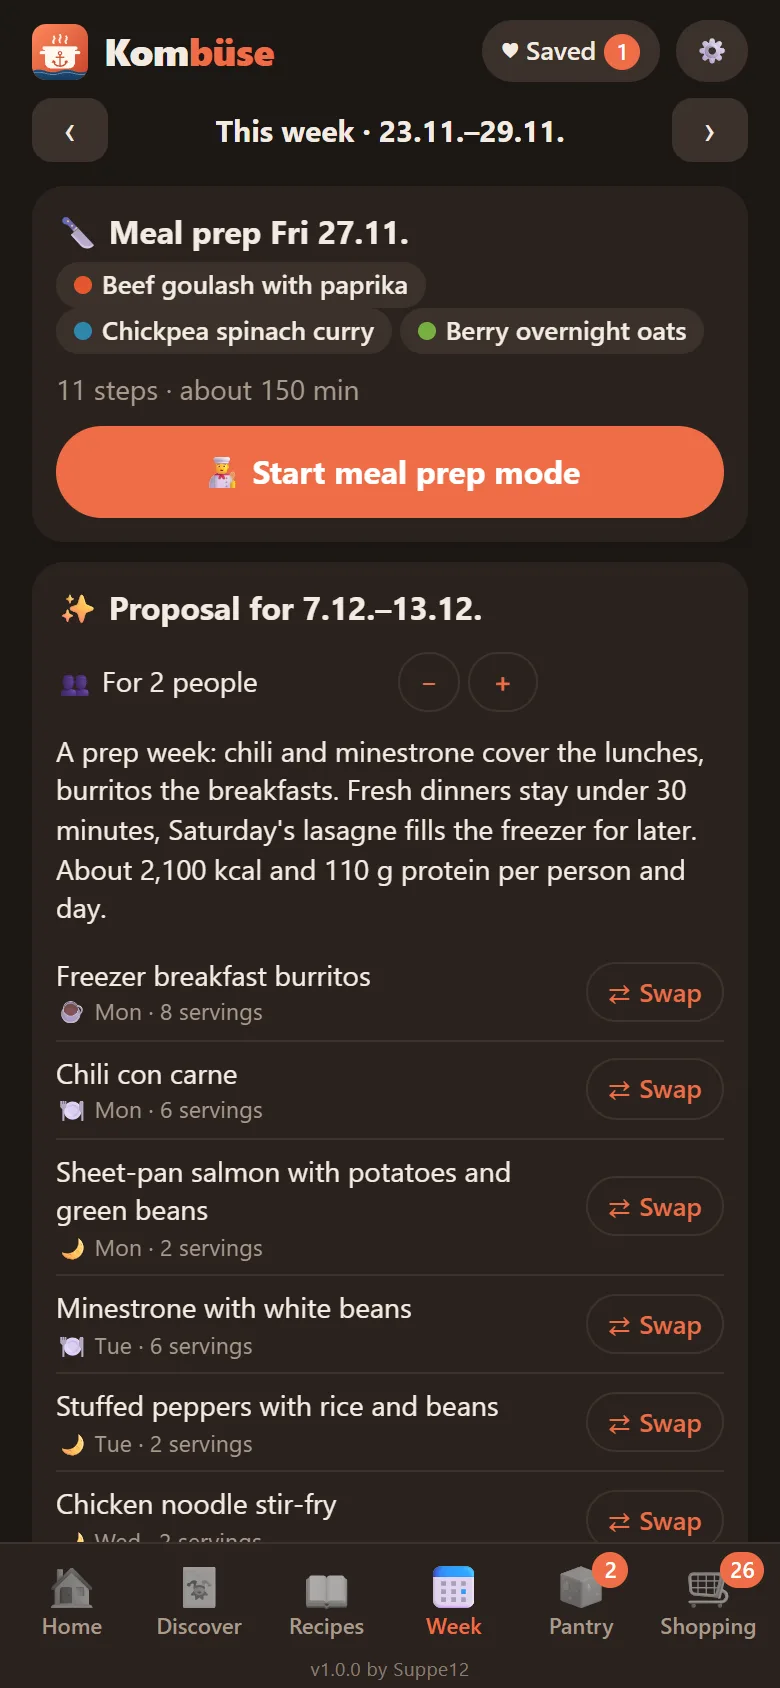 Kombüse
Saved 1
‹ This week · 23.11.–29.11. ›
Meal prep Fri 27.11.
Beef goulash with paprika
Chickpea spinach curry
Berry overnight oats
11 steps · about 150 min
Start meal prep mode
Proposal for 7.12.–13.12.
For 2 people − +
A prep week: chili and minestrone cover the lunches,
burritos the breakfasts. Fresh dinners stay under 30
minutes, Saturday's lasagne fills the freezer for later.
About 2,100 kcal and 110 g protein per person and
day.
Freezer breakfast burritos
Mon · 8 servings
⇄ Swap
Chili con carne
Mon · 6 servings
⇄ Swap
Sheet-pan salmon with potatoes and
green beans
Mon · 2 servings
⇄ Swap
Minestrone with white beans
Tue · 6 servings
⇄ Swap
Stuffed peppers with rice and beans
Tue · 2 servings
⇄ Swap
Chicken noodle stir-fry
Wed · 2 servings
⇄ Swap
Home
Discover
Recipes
Week
Pantry 2
Shopping 26
v1.0.0 by Suppe12